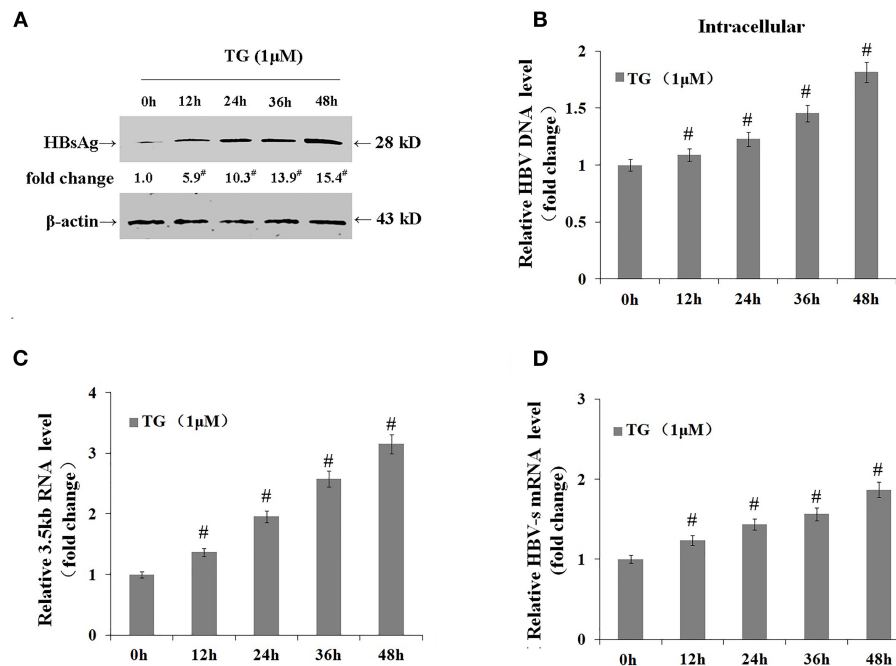 A
TG (1μM)
0h 12h 24h 36h 48h
HBsAg→ ← 28 kD
fold change 1.0 5.9# 10.3# 13.9# 15.4#
β-actin→ ← 43 kD
B
Intracellular
Relative HBV DNA level
（fold change）
2
1.5
1
0.5
0
TG （1μM）
# # # #
0h 12h 24h 36h 48h
C
Relative 3.5kb RNA level
（fold change）
4
3
2
1
0
TG （1μM）
# # # #
0h 12h 24h 36h 48h
D
Relative HBV-s mRNA level
(fold change)
3
2
1
0
TG （1μM）
# # # #
0h 12h 24h 36h 48h